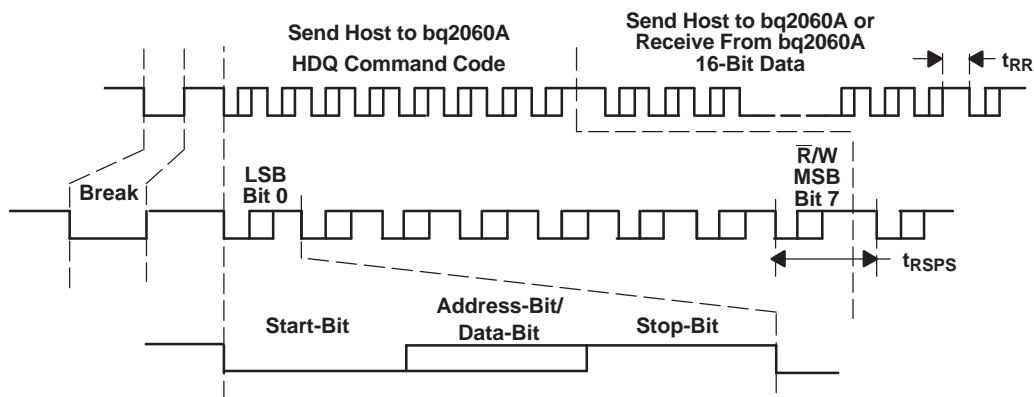 Send Host to bq2060A
HDQ Command Code
Send Host to bq2060A or
Receive From bq2060A
16-Bit Data
tRR
Break
LSB
Bit 0
R̅/W
MSB
Bit 7
tRSPS
Start-Bit
Address-Bit/
Data-Bit
Stop-Bit